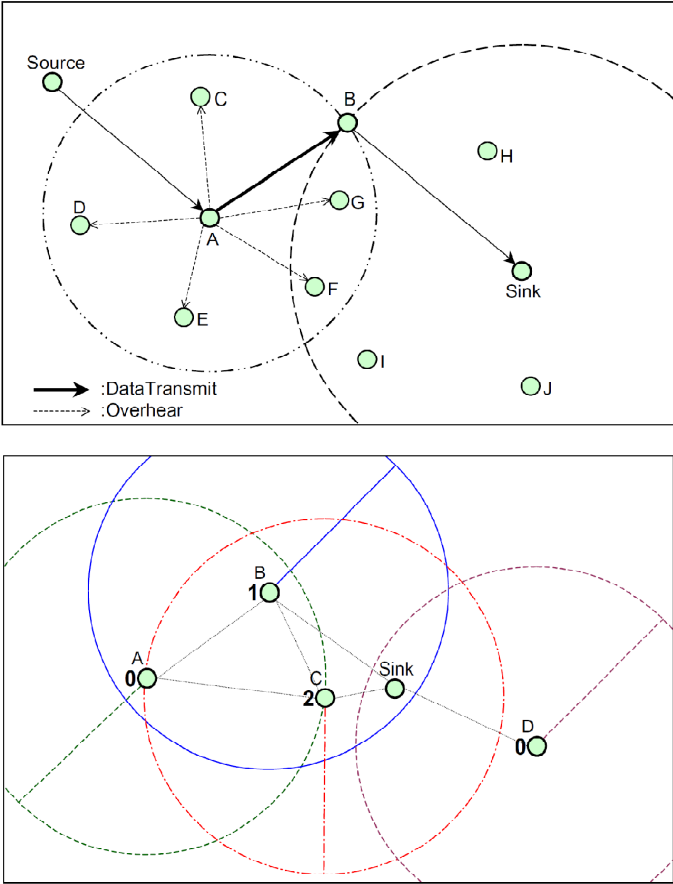 Source
C
B
H
D
G
A
Sink
F
E
I
J
:DataTransmit
:Overhear
B
1
A
0
C
Sink
2
D
0